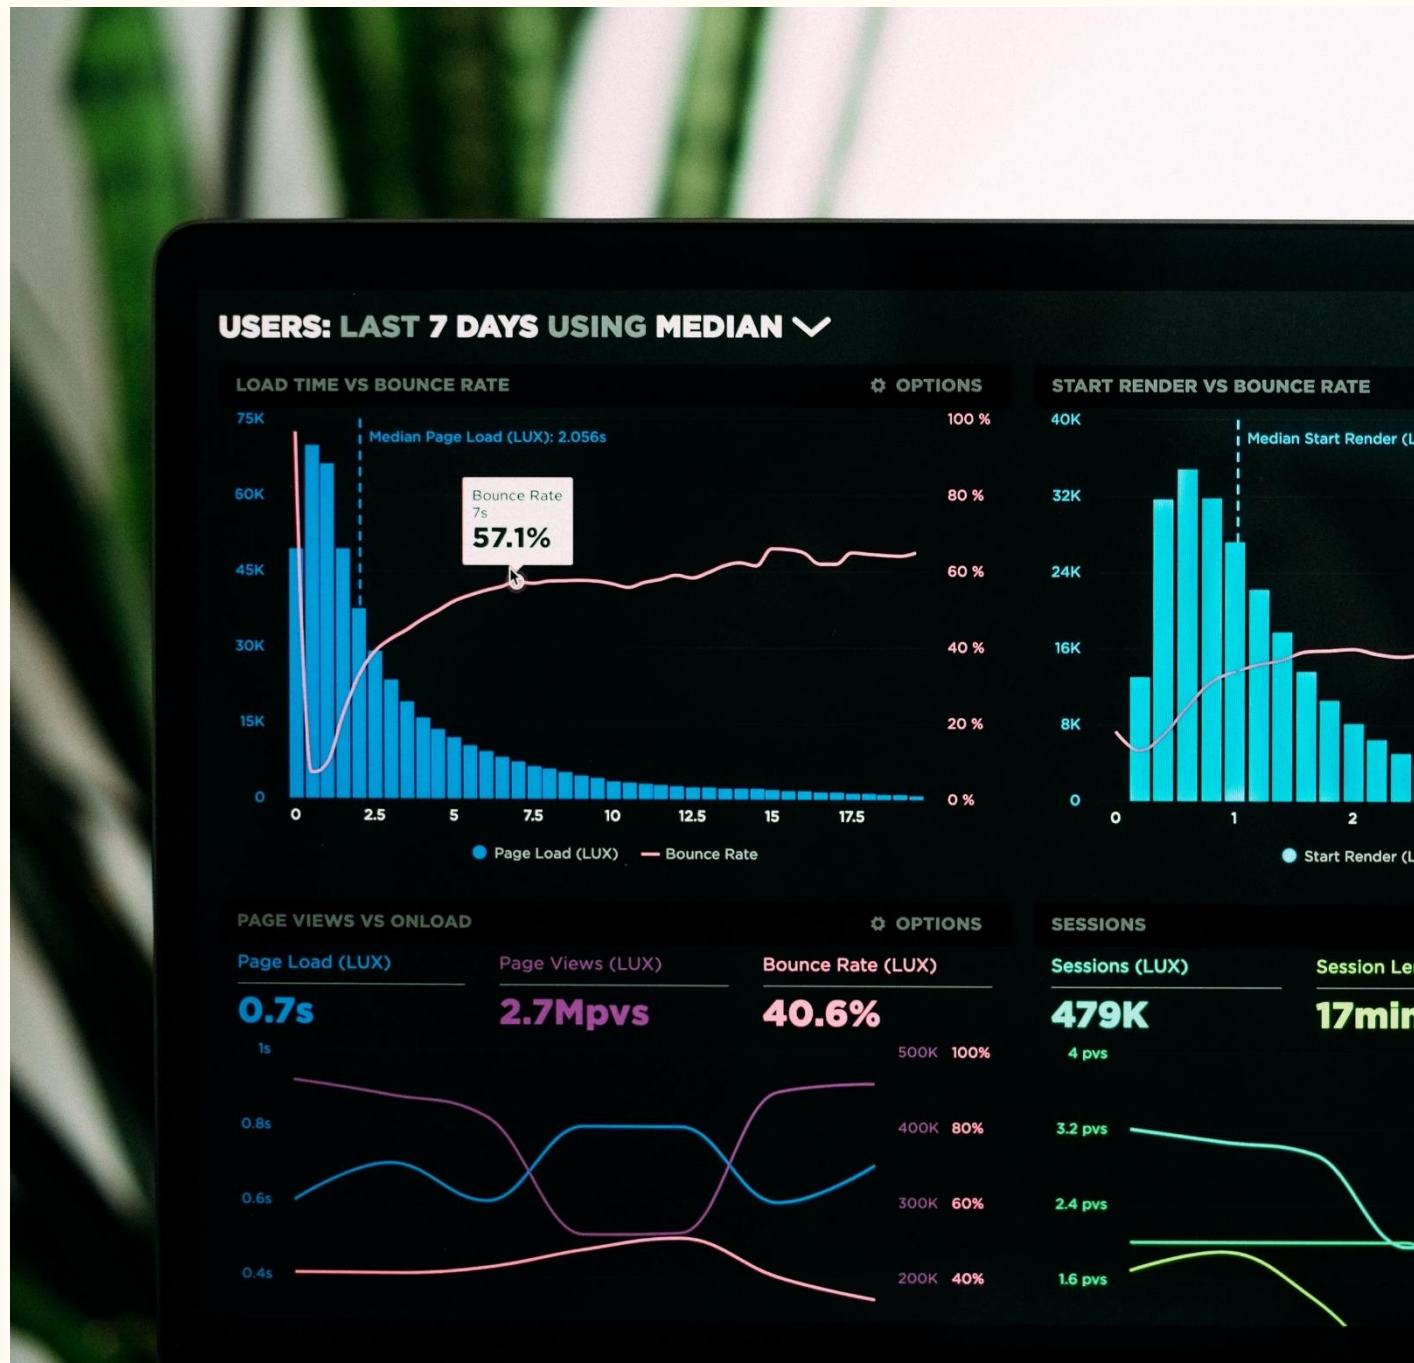 USERS: LAST 7 DAYS USING MEDIAN
LOAD TIME VS BOUNCE RATE
OPTIONS
75K
60K
45K
30K
15K
0
Median Page Load (LUX): 2.056s
Bounce Rate
7s
57.1%
100 %
80 %
60 %
40 %
20 %
0 %
0 2.5 5 7.5 10 12.5 15 17.5
Page Load (LUX) Bounce Rate
START RENDER VS BOUNCE RATE
40K
32K
24K
16K
8K
0
Median Start Render (L
0 1 2
Start Render (L
PAGE VIEWS VS ONLOAD
OPTIONS
Page Load (LUX)
0.7s
Page Views (LUX)
2.7Mpvs
Bounce Rate (LUX)
40.6%
1s
0.8s
0.6s
0.4s
500K 100%
400K 80%
300K 60%
200K 40%
SESSIONS
Sessions (LUX)
479K
Session Le
17min
4 pvs
3.2 pvs
2.4 pvs
1.6 pvs